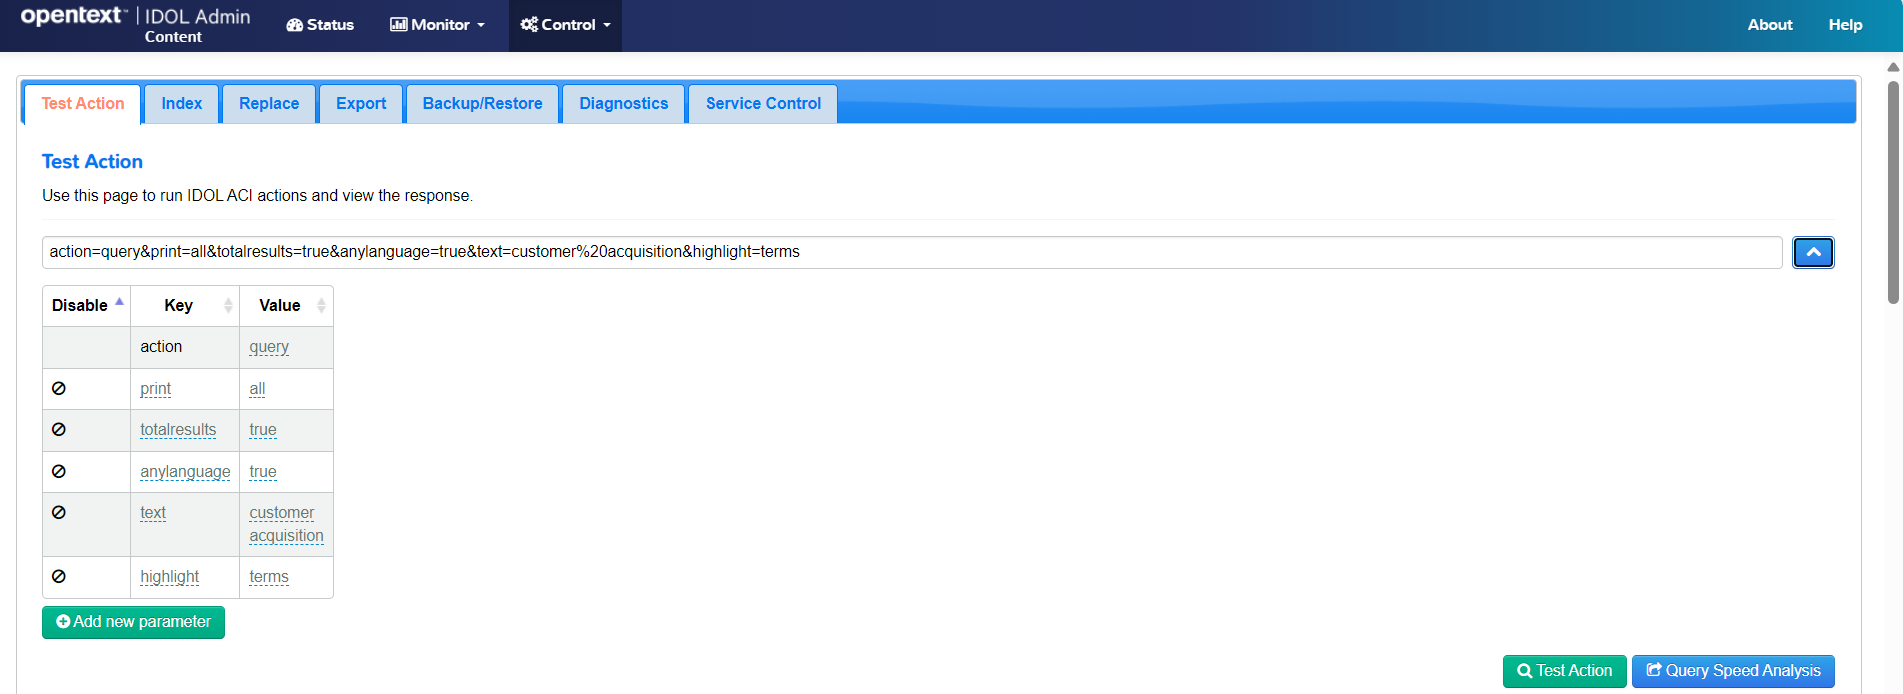 opentext™ | IDOL Admin
Content
Status
Monitor
Control
About
Help
Test Action
Index
Replace
Export
Backup/Restore
Diagnostics
Service Control
Test Action
Use this page to run IDOL ACI actions and view the response.
action=query&print=all&totalresults=true&anylanguage=true&text=customer%20acquisition&highlight=terms
Disable Key Value
action query
print all
totalresults true
anylanguage true
text customer
acquisition
highlight terms
Add new parameter
Test Action
Query Speed Analysis